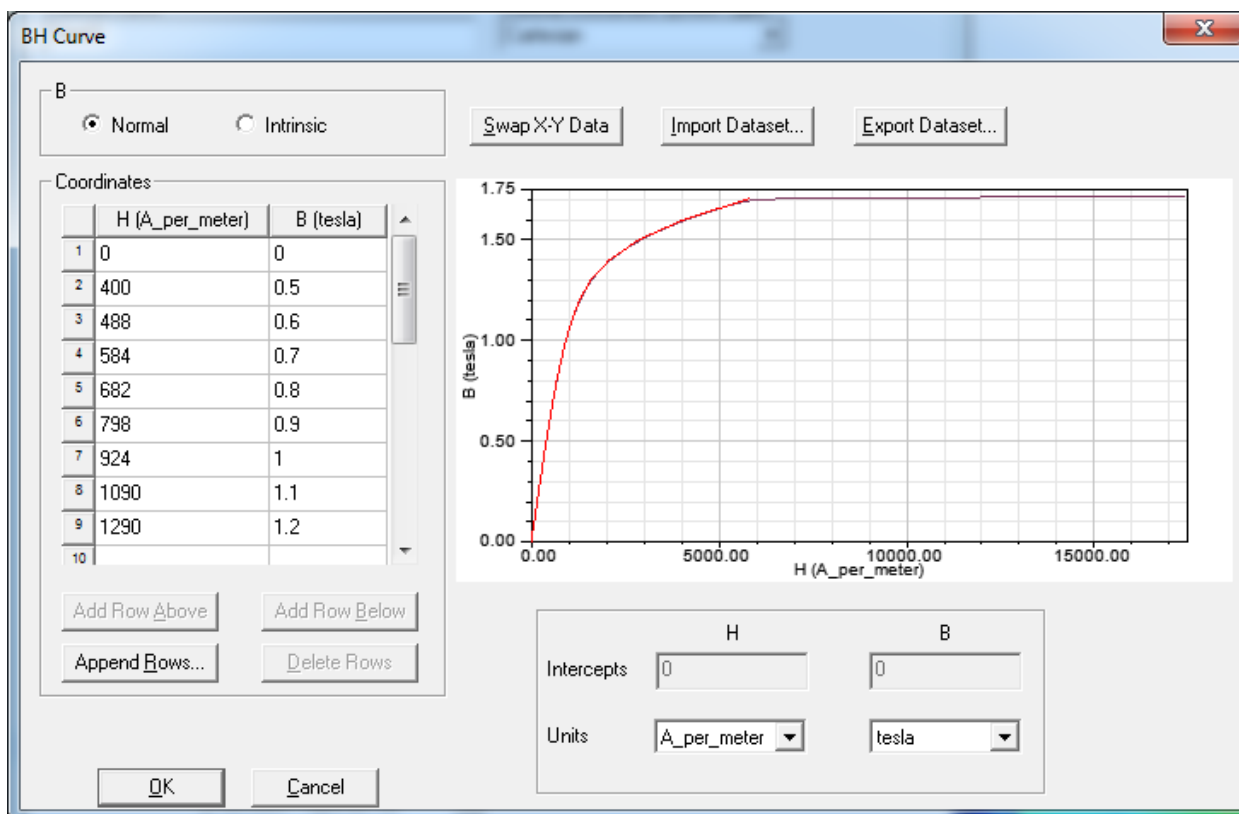 BH Curve
B
Normal
Intrinsic
Swap X-Y Data
Import Dataset...
Export Dataset...
Coordinates
H (A_per_meter) B (tesla)
1 0 0
2 400 0.5
3 488 0.6
4 584 0.7
5 682 0.8
6 798 0.9
7 924 1
8 1090 1.1
9 1290 1.2
10
Add Row Above
Add Row Below
Append Rows...
Delete Rows
OK
Cancel
1.75
1.50
1.00
0.50
0.00
B (tesla)
0.00 5000.00 10000.00 15000.00
H (A_per_meter)
H B
Intercepts 0 0
Units A_per_meter tesla